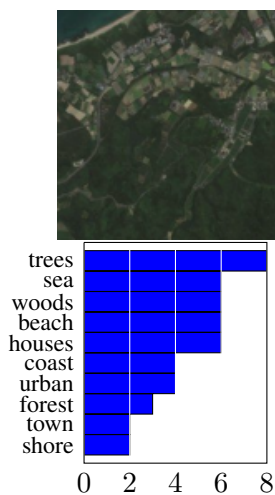 trees
sea
woods
beach
houses
coast
urban
forest
town
shore
0 2 4 6 8